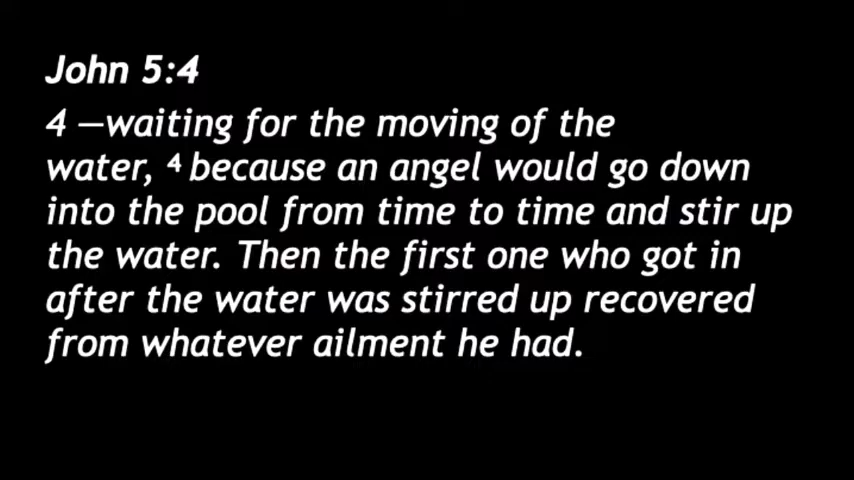 John 5:4
4 —waiting for the moving of the
water, ⁴ because an angel would go down
into the pool from time to time and stir up
the water. Then the first one who got in
after the water was stirred up recovered
from whatever ailment he had.